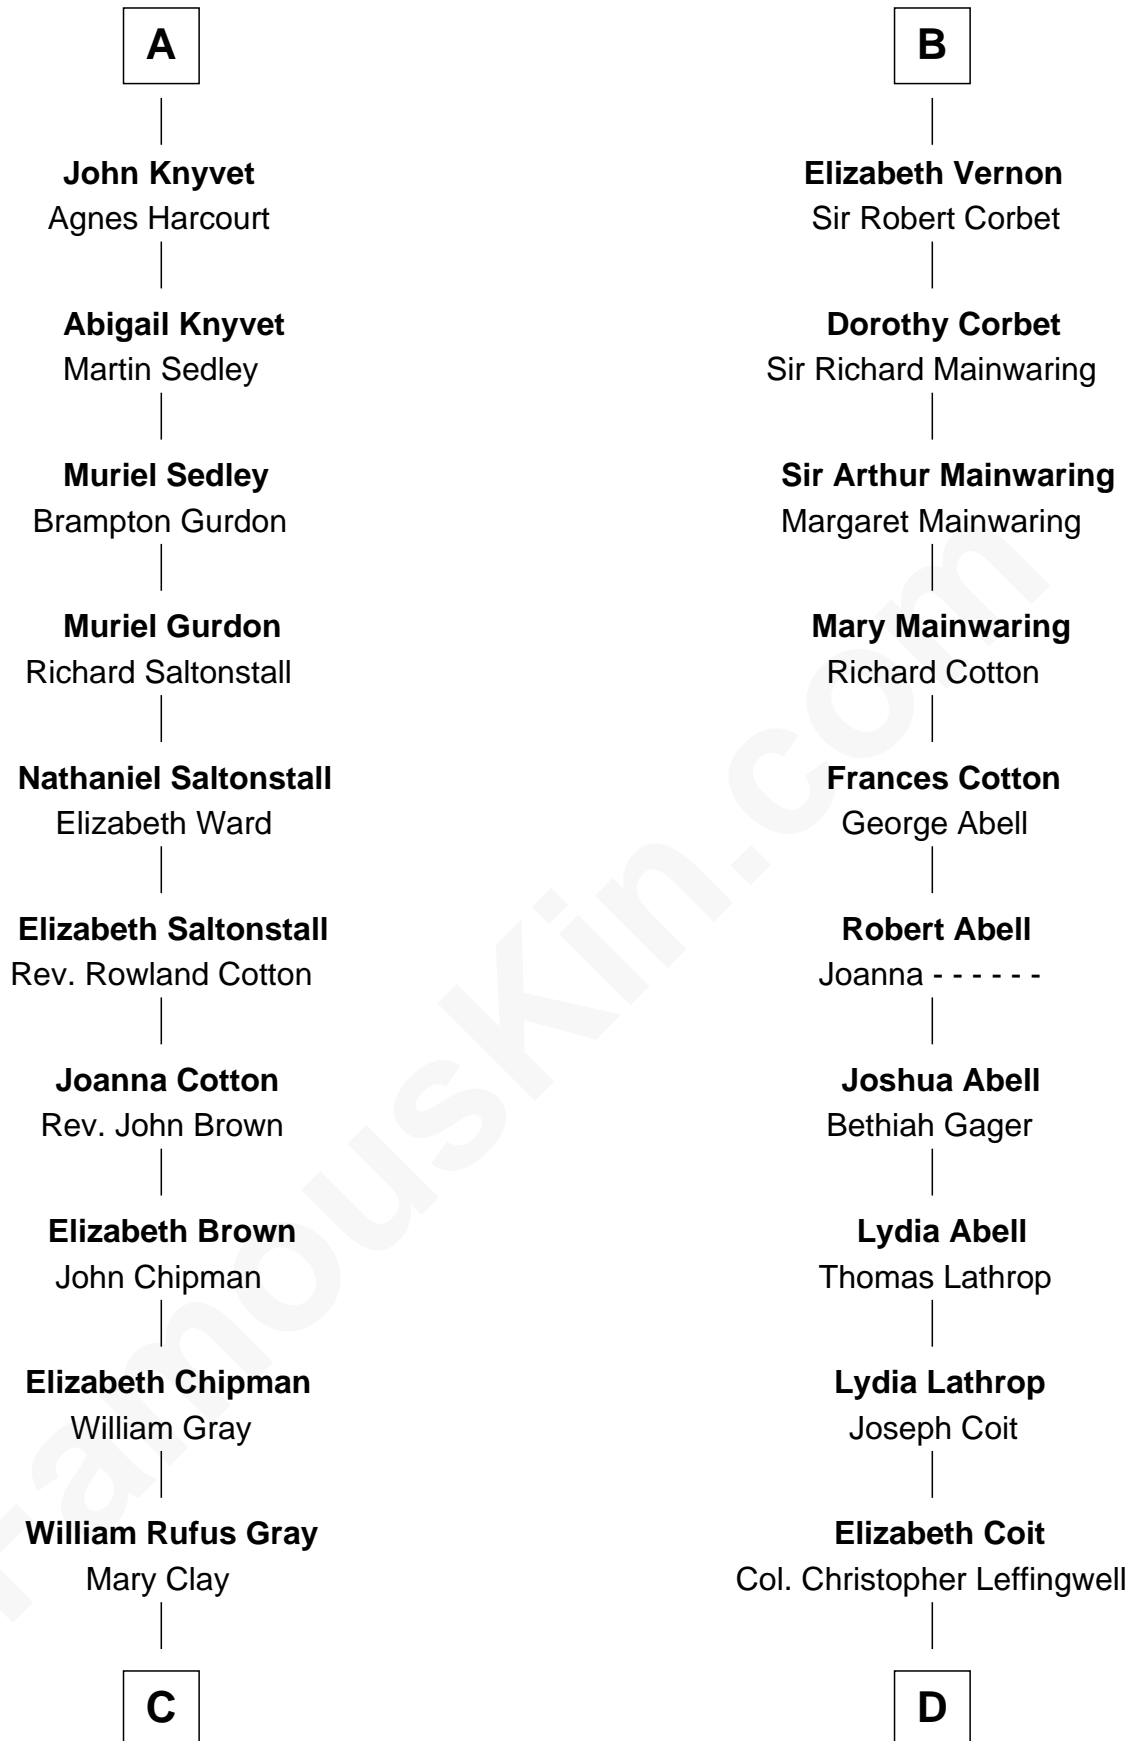 A
John Knyvet
Agnes Harcourt
Abigail Knyvet
Martin Sedley
Muriel Sedley
Brampton Gurdon
Muriel Gurdon
Richard Saltonstall
Nathaniel Saltonstall
Elizabeth Ward
Elizabeth Saltonstall
Rev. Rowland Cotton
Joanna Cotton
Rev. John Brown
Elizabeth Brown
John Chipman
Elizabeth Chipman
William Gray
William Rufus Gray
Mary Clay
C
B
Elizabeth Vernon
Sir Robert Corbet
Dorothy Corbet
Sir Richard Mainwaring
Sir Arthur Mainwaring
Margaret Mainwaring
Mary Mainwaring
Richard Cotton
Frances Cotton
George Abell
Robert Abell
Joanna - - - - - -
Joshua Abell
Bethiah Gager
Lydia Abell
Thomas Lathrop
Lydia Lathrop
Joseph Coit
Elizabeth Coit
Col. Christopher Leffingwell
D
FamousKin.com